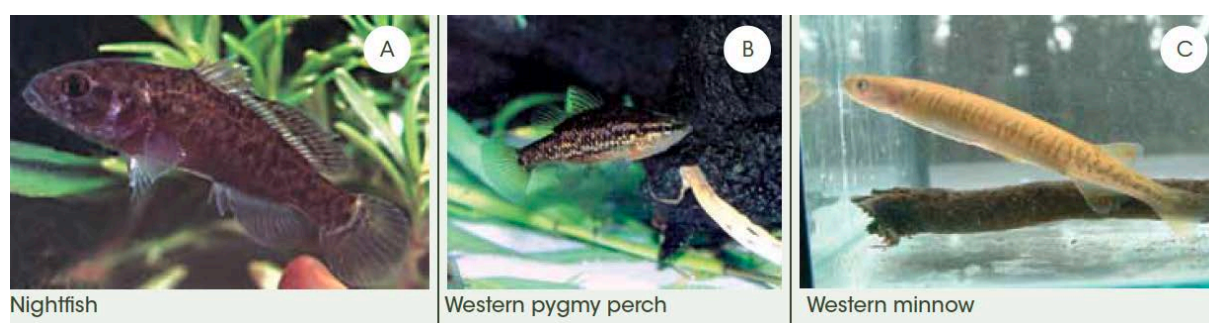 A
B
C
Nightfish
Western pygmy perch
Western minnow